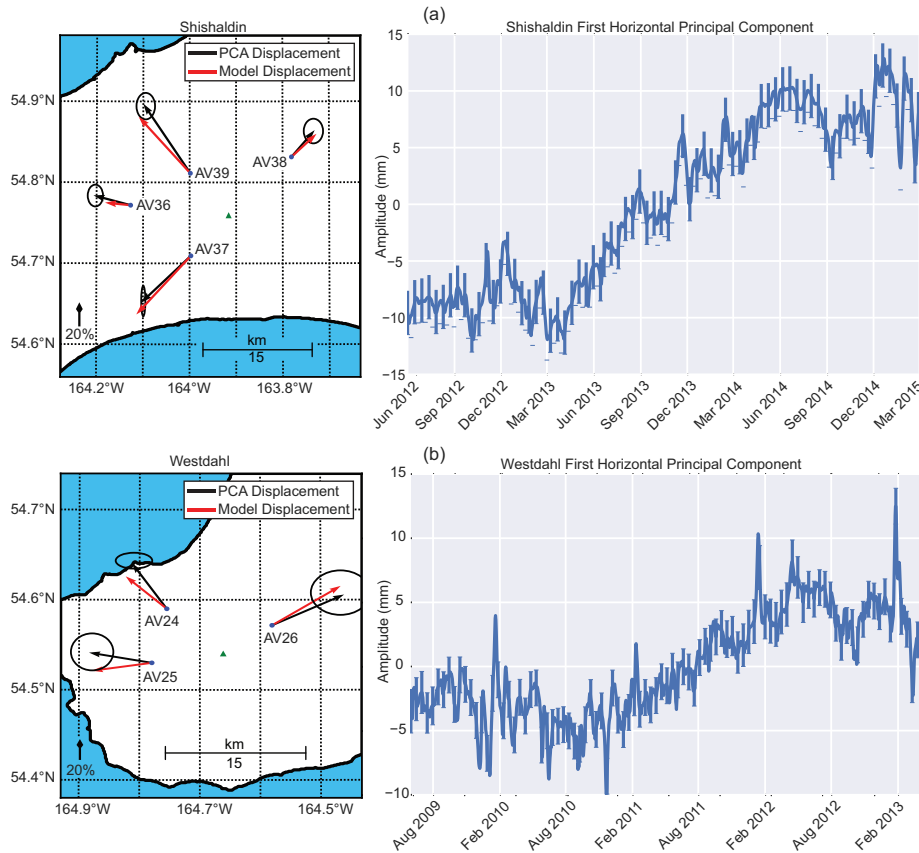 (a)
Shishaldin
PCA Displacement
Model Displacement
54.9°N
54.8°N
54.7°N
54.6°N
AV39
AV38
AV36
AV37
20%
km
15
164.2°W
164°W
163.8°W
Shishaldin First Horizontal Principal Component
Amplitude (mm)
15
10
5
0
−5
−10
−15
Jun 2012
Sep 2012
Dec 2012
Mar 2013
Jun 2013
Sep 2013
Dec 2013
Mar 2014
Jun 2014
Sep 2014
Dec 2014
Mar 2015
(b)
Westdahl
PCA Displacement
Model Displacement
54.7°N
54.6°N
54.5°N
54.4°N
AV24
AV26
AV25
20%
km
15
164.9°W
164.7°W
164.5°W
Westdahl First Horizontal Principal Component
Amplitude (mm)
15
10
5
0
−5
−10
Aug 2009
Feb 2010
Aug 2010
Feb 2011
Aug 2011
Feb 2012
Aug 2012
Feb 2013